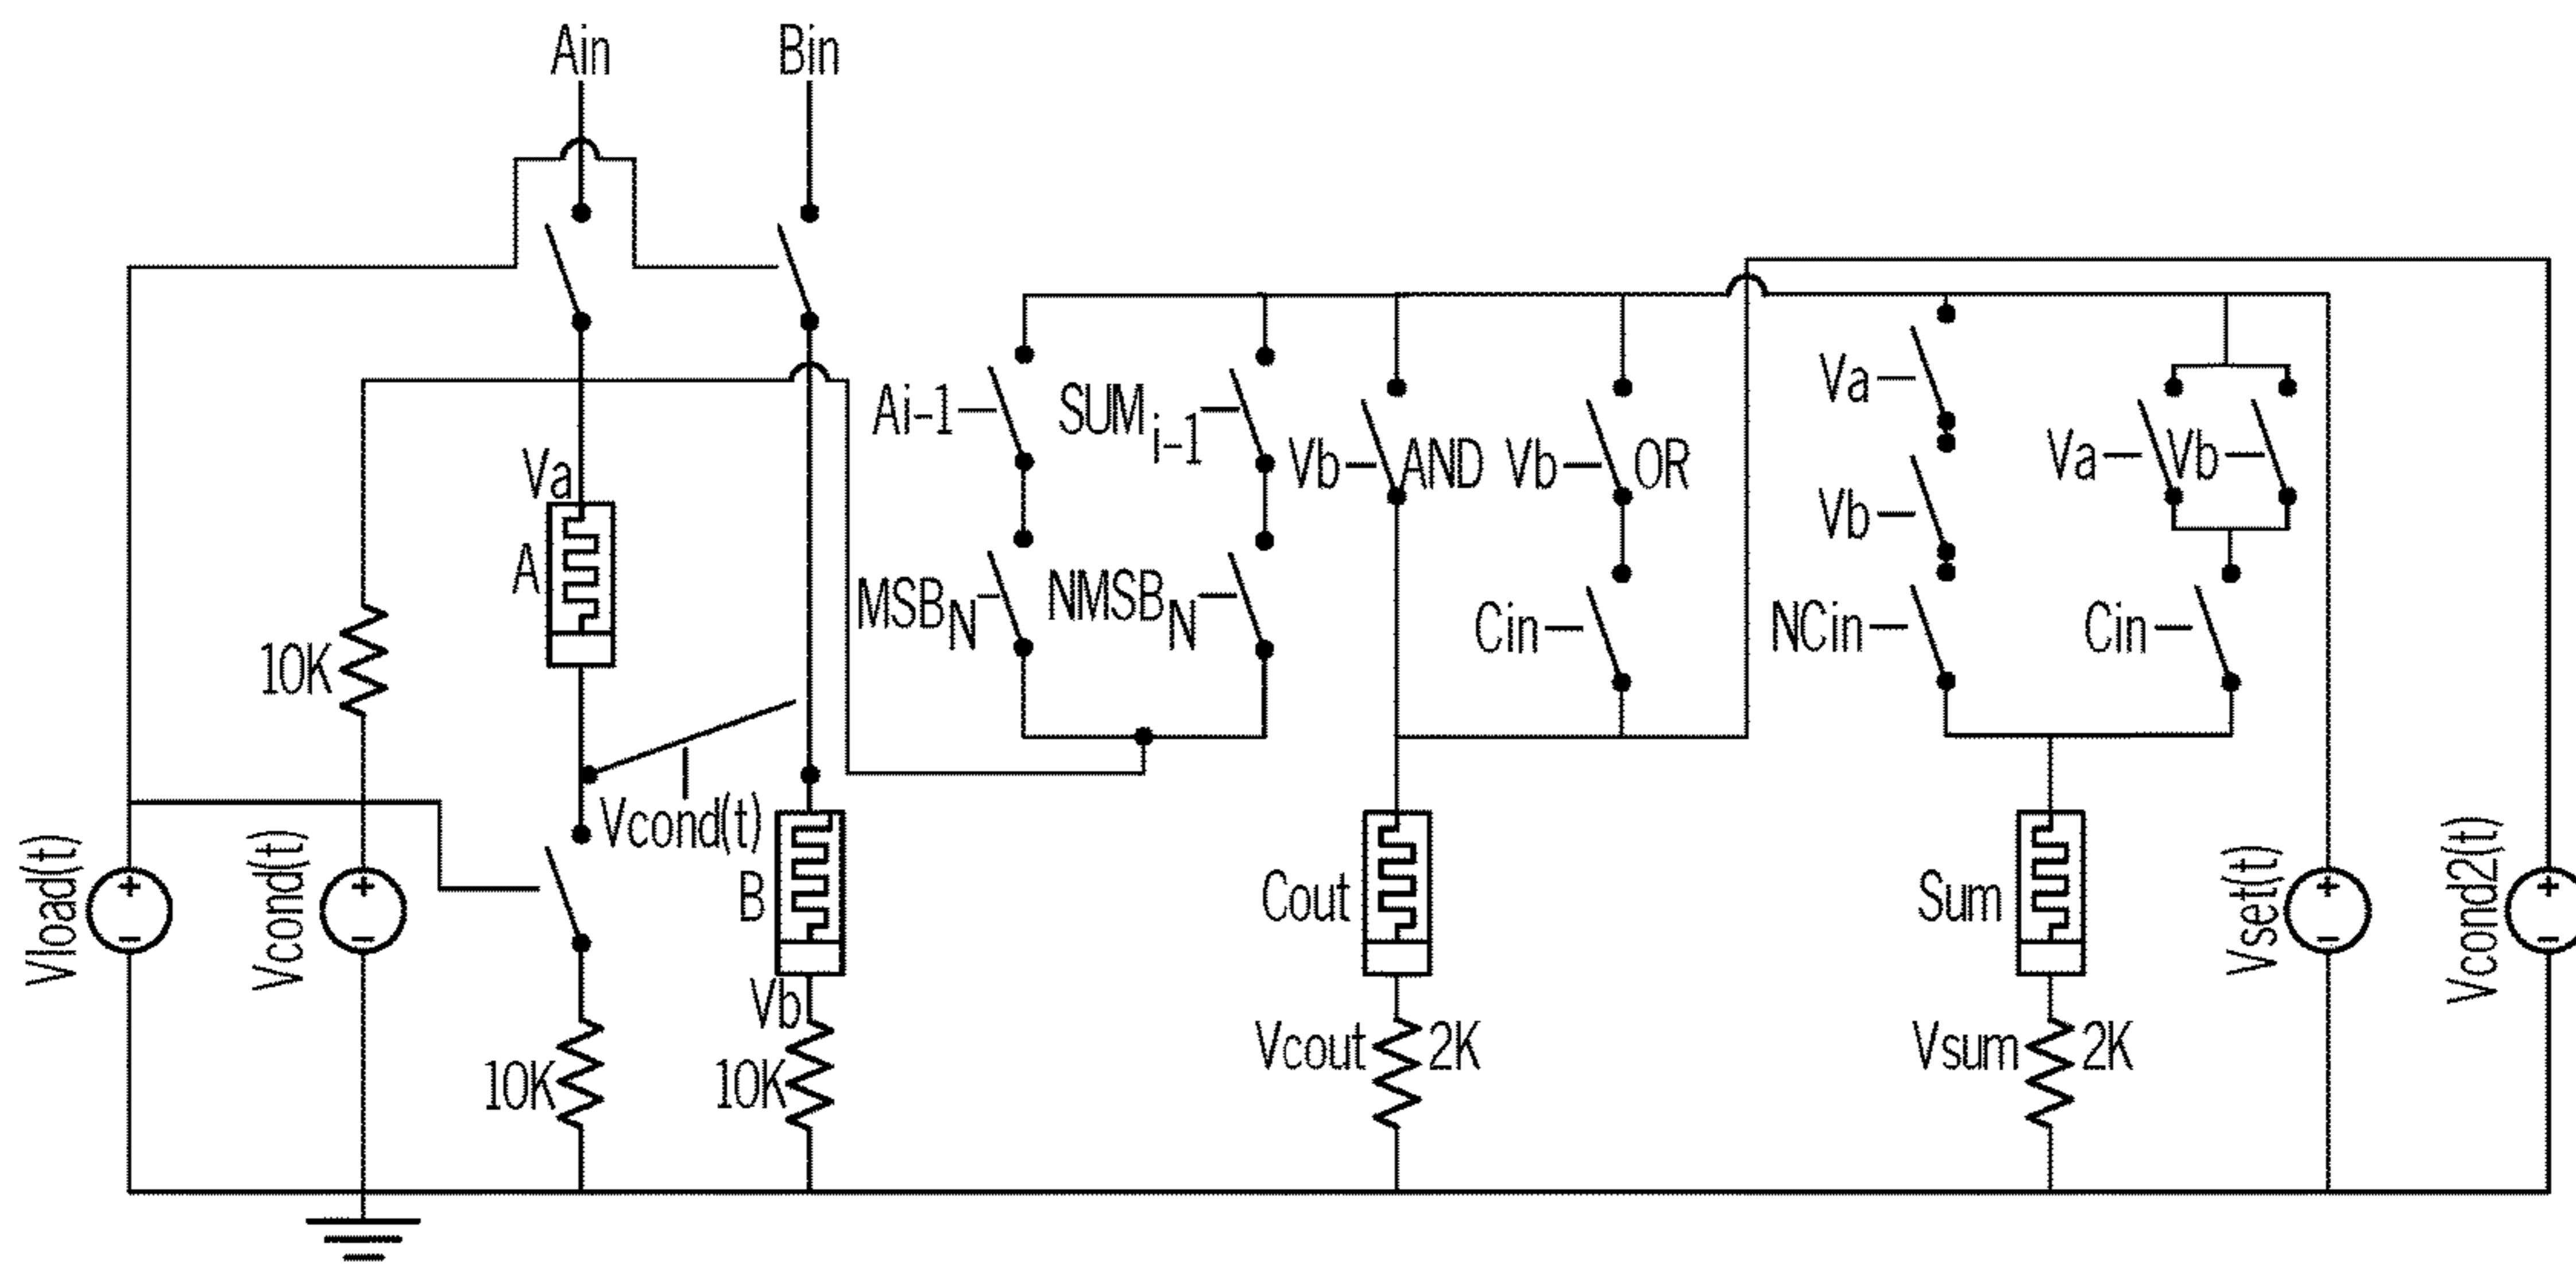 Ain
Bin
Va
A
10K
Vcond(t)
Vload(t)
Vcond(t)
B
Vb
10K
10K
Ai-1
SUMi-1
MSBN
NMSBN
Vb
AND
Vb
OR
Cin
Cout
Vcout
2K
Va
Vb
NCin
Va
Vb
Cin
Sum
Vsum
2K
Vset(t)
Vcond2(t)
+
-
+
-
+
-
+
-